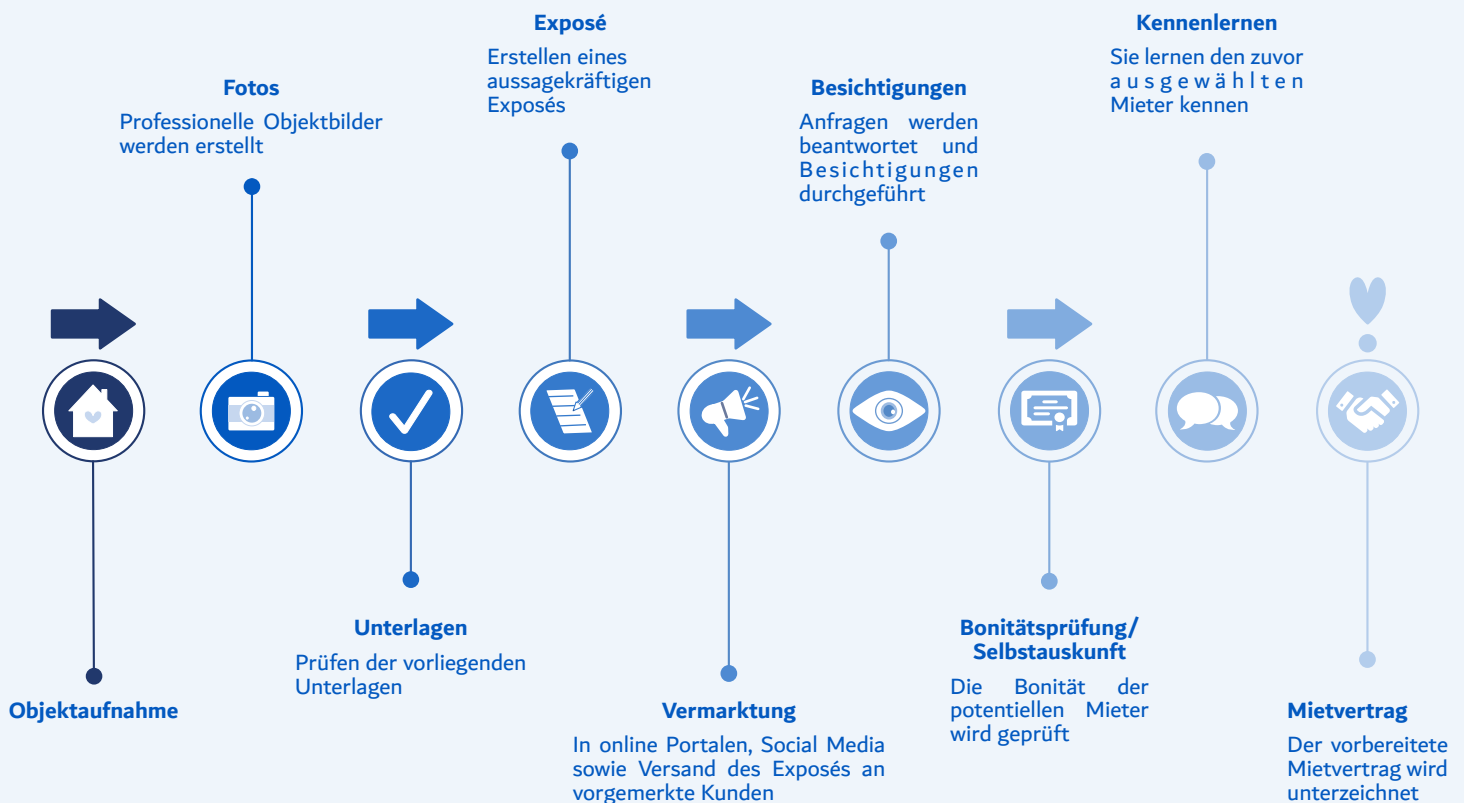 Objektaufnahme
Fotos
Professionelle Objektbilder
werden erstellt
Unterlagen
Prüfen der vorliegenden
Unterlagen
Exposé
Erstellen eines
aussagekräftigen
Exposés
Vermarktung
In online Portalen, Social Media
sowie Versand des Exposés an
vorgemerkte Kunden
Besichtigungen
Anfragen werden
beantwortet und
Besichtigungen
durchgeführt
Bonitätsprüfung/
Selbstauskunft
Die Bonität der
potentiellen Mieter
wird geprüft
Kennenlernen
Sie lernen den zuvor
ausgewählten
Mieter kennen
Mietvertrag
Der vorbereitete
Mietvertrag wird
unterzeichnet